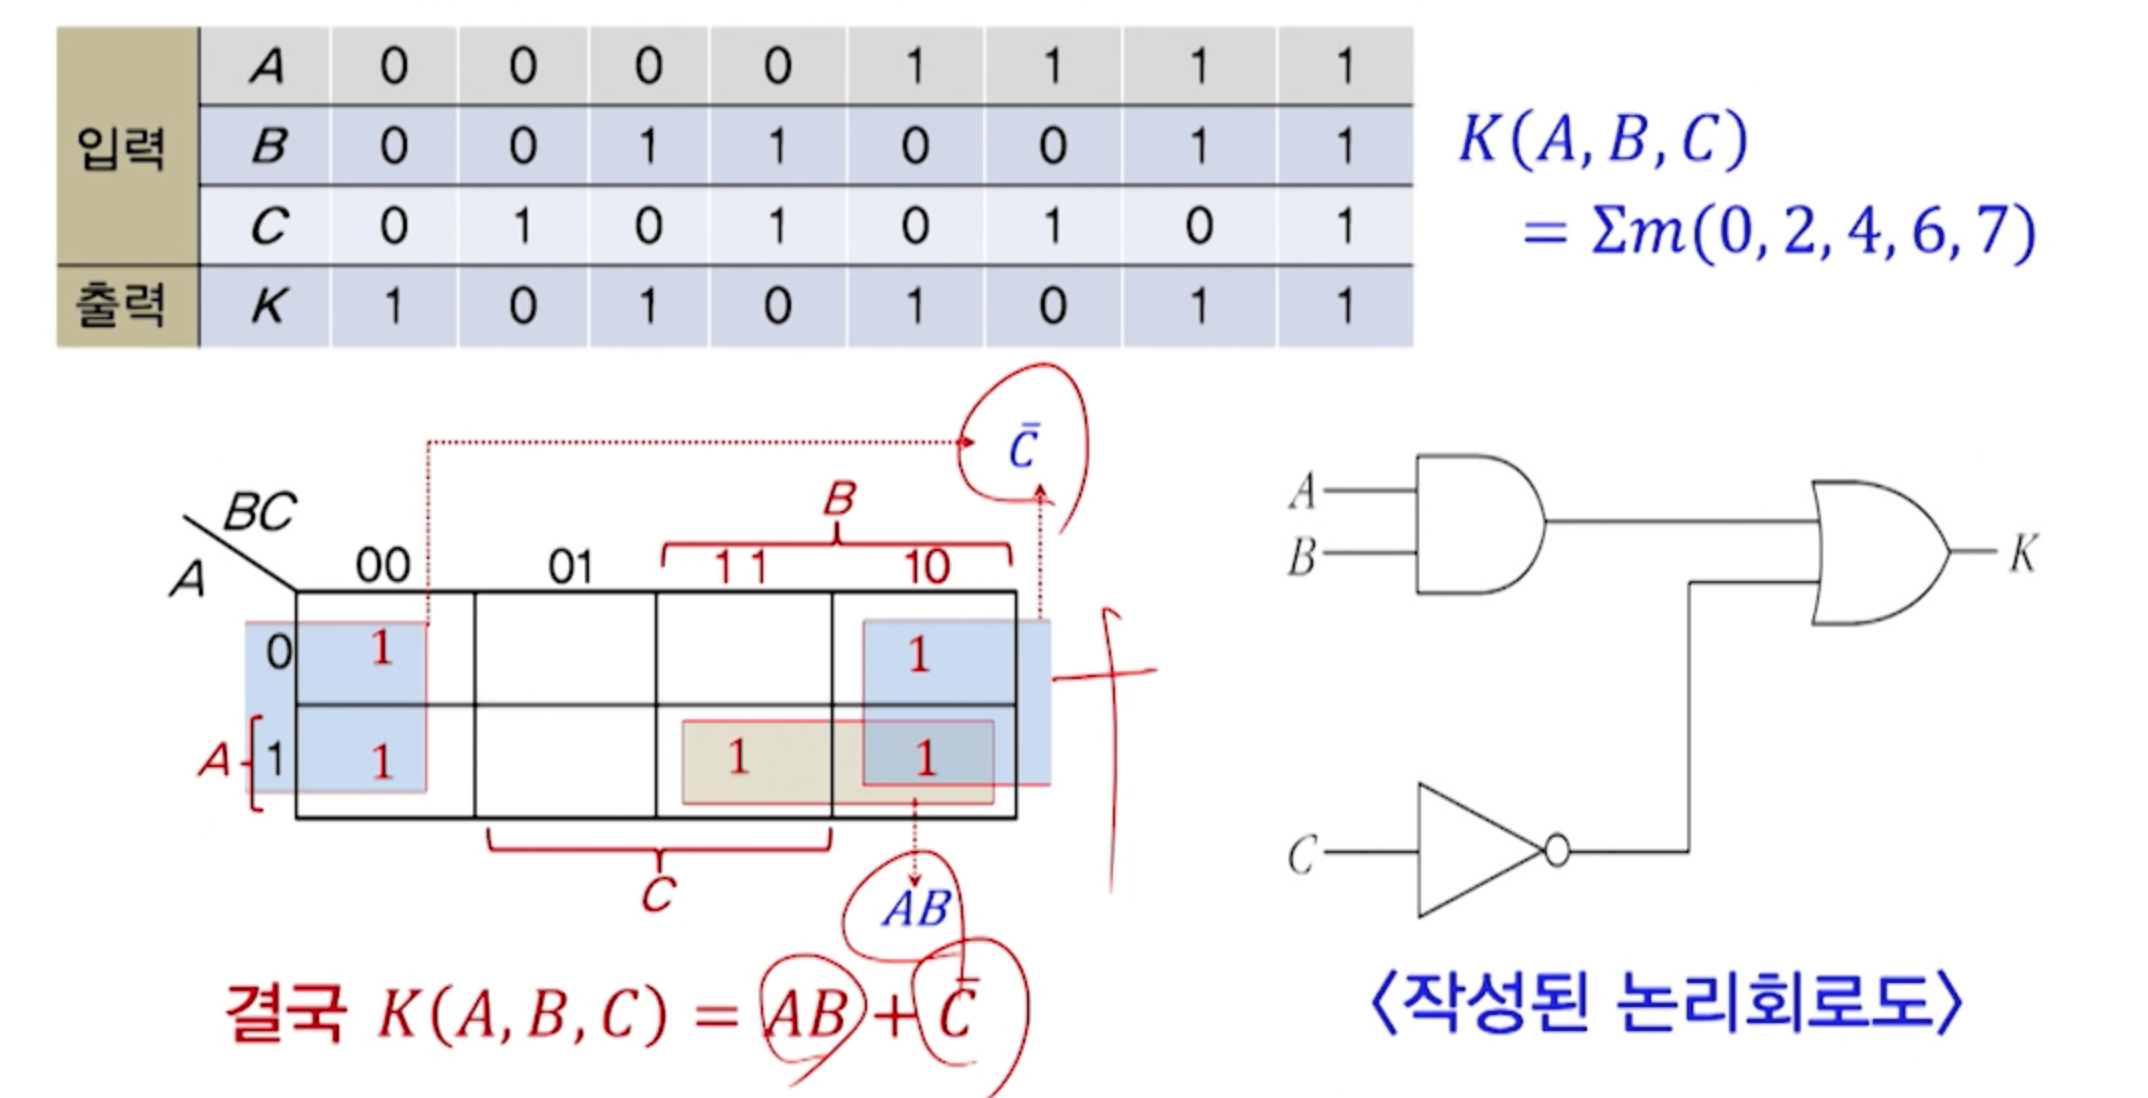 입력 A 0 0 0 0 1 1 1 1
B 0 0 1 1 0 0 1 1
C 0 1 0 1 0 1 0 1
출력 K 1 0 1 0 1 0 1 1
K(A, B, C)
= Σm(0, 2, 4, 6, 7)
C̄
B
BC
A
00 01 11 10
0 1 1
A 1 1 1 1
C
AB
결국 K(A, B, C) = AB + C̄
A
B
K
C
〈작성된 논리회로도〉